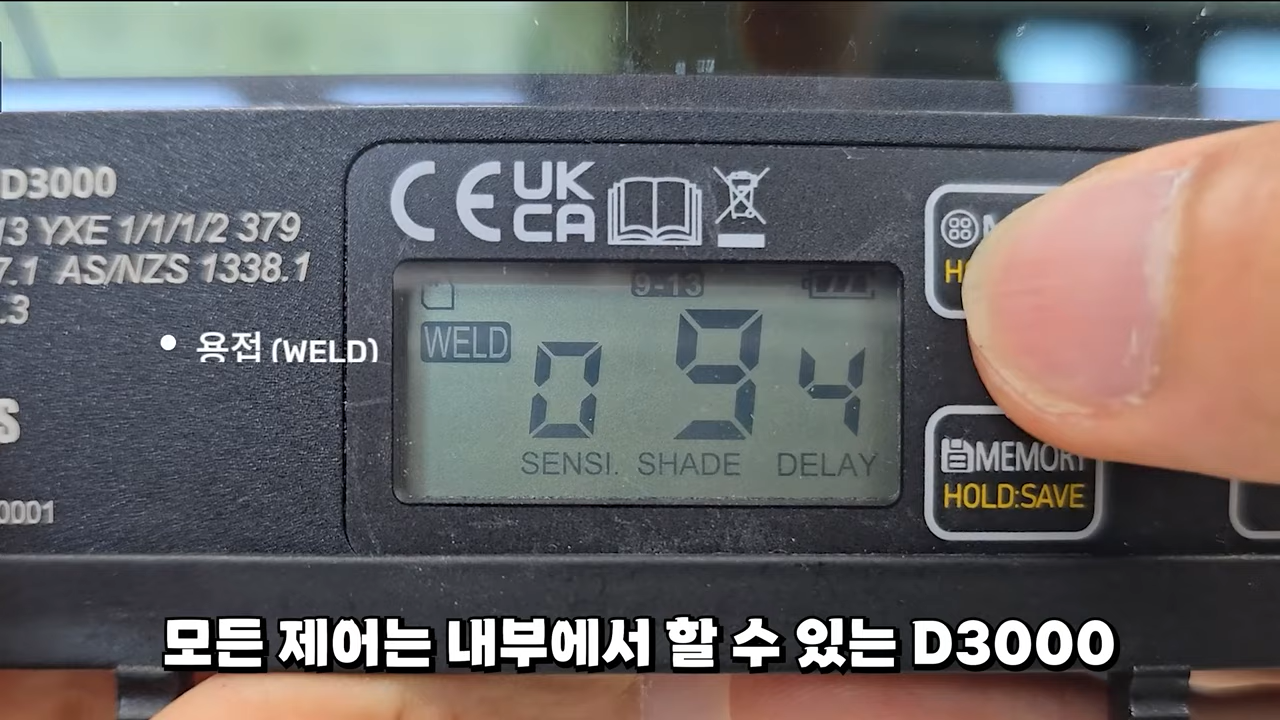 D3000
13 YXE 1/1/1/2 379
7.1 AS/NZS 1338.1
.3
• 용접 (WELD)
S
0001
CE UK CA
9-13
WELD
0 9 4
SENSI. SHADE DELAY
MEMORY
HOLD:SAVE
모든 제어는 내부에서 할 수 있는 D3000